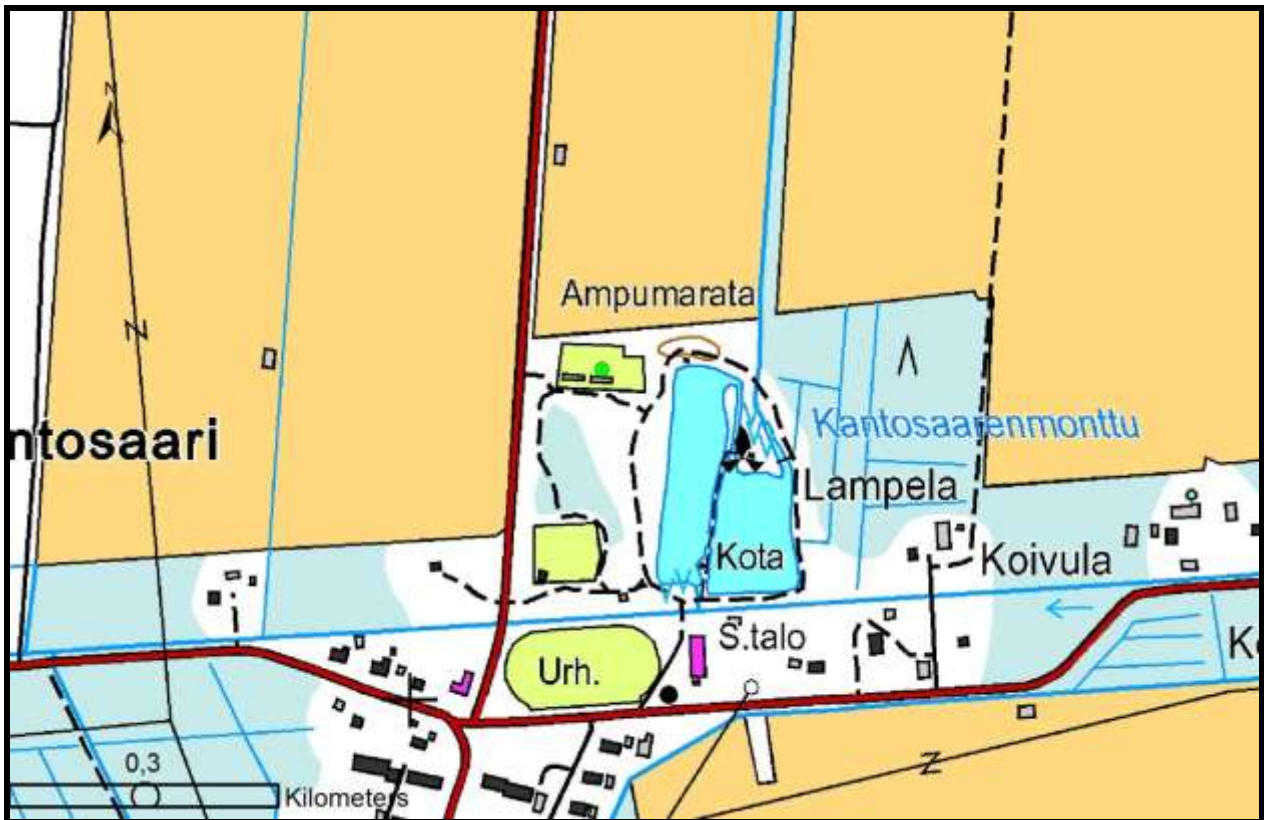 z
Ampumarata
Kantosaarenmonttu
ntosaari
Lampela
Kota
Koivula
S.talo
Urh.
0,3
Kilometers